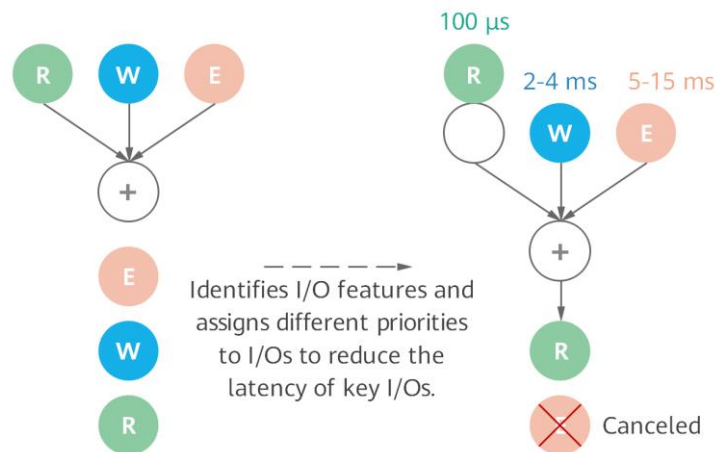 100 µs
R W E R
2-4 ms 5-15 ms
W E
+
+
E
Identifies I/O features and
assigns different priorities
W
to I/Os to reduce the
R
latency of key I/Os.
R
Canceled